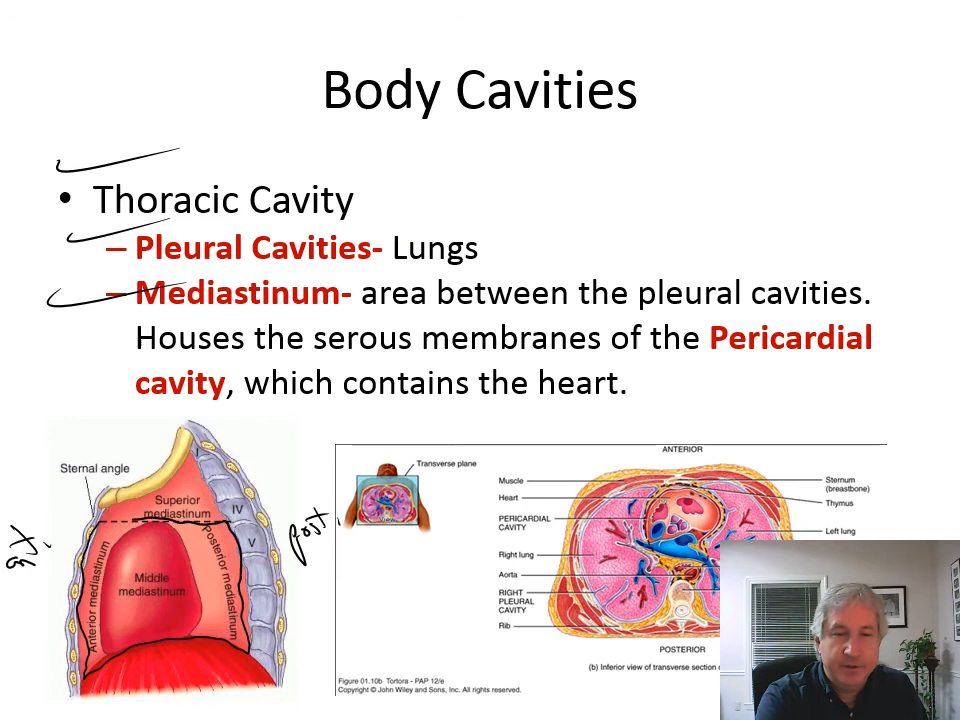 Body Cavities
• Thoracic Cavity
– Pleural Cavities- Lungs
– Mediastinum- area between the pleural cavities.
Houses the serous membranes of the Pericardial
cavity, which contains the heart.
Sternal angle
Superior
mediastinum
I
IV
V
Anterior mediastinum
Middle
mediastinum
Posterior mediastinum
Post.
Transverse plane
View
ANTERIOR
Muscle
Heart
PERICARDIAL
CAVITY
Right lung
Aorta
RIGHT
PLEURAL
CAVITY
Rib
Sternum
(breastbone)
Thymus
Left lung
POSTERIOR
(b) Inferior view of transverse section
Figure 01.10b Tortora - PAP 12/e
Copyright © John Wiley and Sons, Inc. All rights reserved.